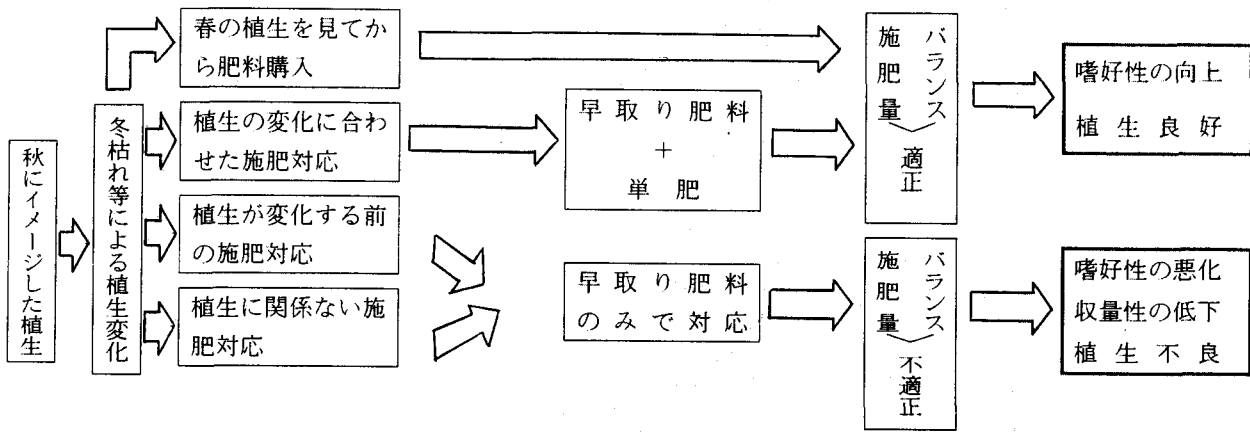 秋にイメージした植生
冬枯れ等による植生変化
春の植生を見てか
ら肥料購入
植生の変化に合わ
せた施肥対応
植生が変化する前
の施肥対応
植生に関係ない施
肥対応
早取り肥料
+
単肥
早取り肥料
のみで対応
バランス
施肥量
〉適正
バランス
施肥量
〉不適正
嗜好性の向上
植生良好
嗜好性の悪化
収量性の低下
植生不良